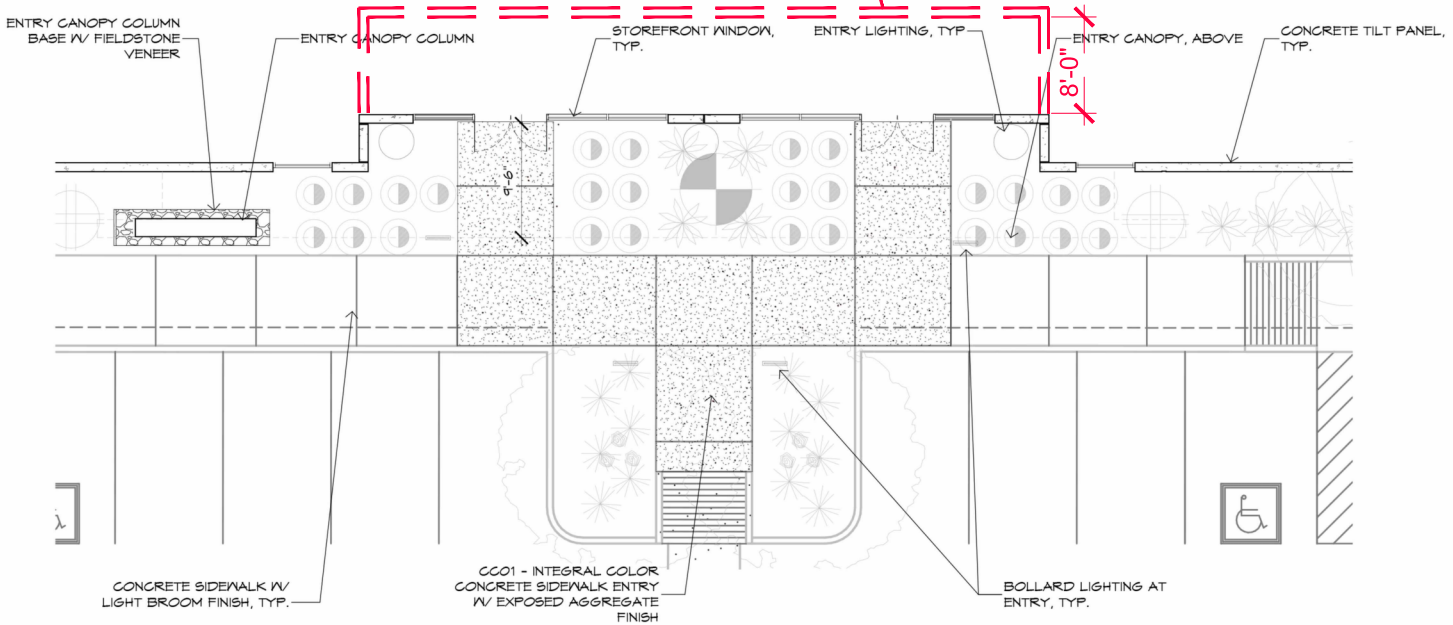 ENTRY CANOPY COLUMN
BASE W/ FIELDSTONE
VENEER
ENTRY CANOPY COLUMN
STOREFRONT WINDOW,
TYP.
ENTRY LIGHTING, TYP
ENTRY CANOPY, ABOVE
CONCRETE TILT PANEL,
TYP.
8'-0"
9'-6"
CONCRETE SIDEWALK W/
LIGHT BROOM FINISH, TYP.
CC01 - INTEGRAL COLOR
CONCRETE SIDEWALK ENTRY
W/ EXPOSED AGGREGATE
FINISH
BOLLARD LIGHTING AT
ENTRY, TYP.